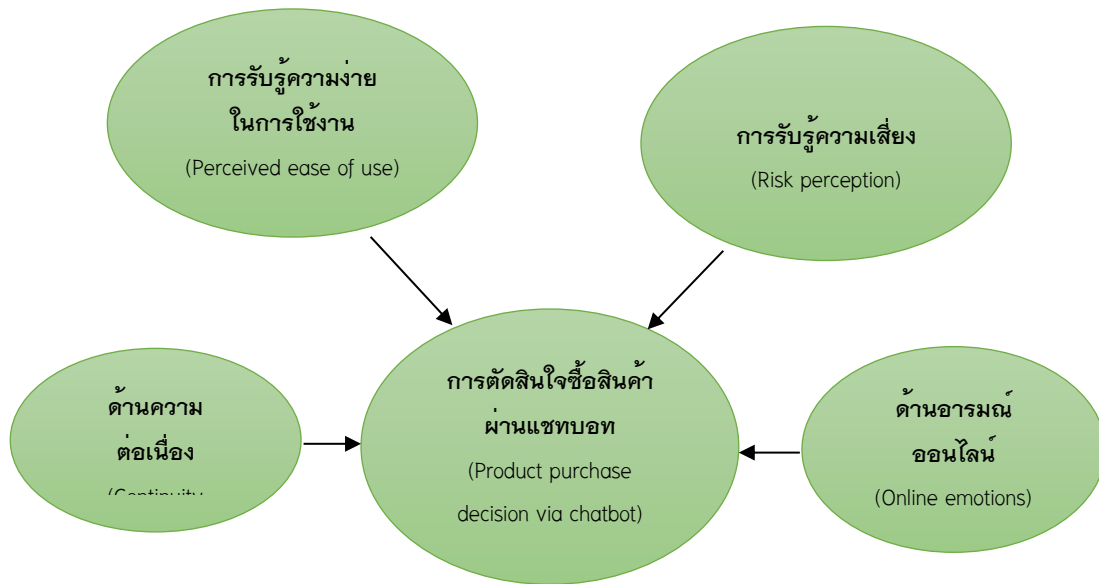 การรับรู้ความง่าย
ในการใช้งาน
(Perceived ease of use)
การรับรู้ความเสี่ยง
(Risk perception)
ด้านความ
ต่อเนื่อง
(Continuity
การตัดสินใจซื้อสินค้า
ผ่านแชทบอท
(Product purchase
decision via chatbot)
ด้านอารมณ์
ออนไลน์
(Online emotions)